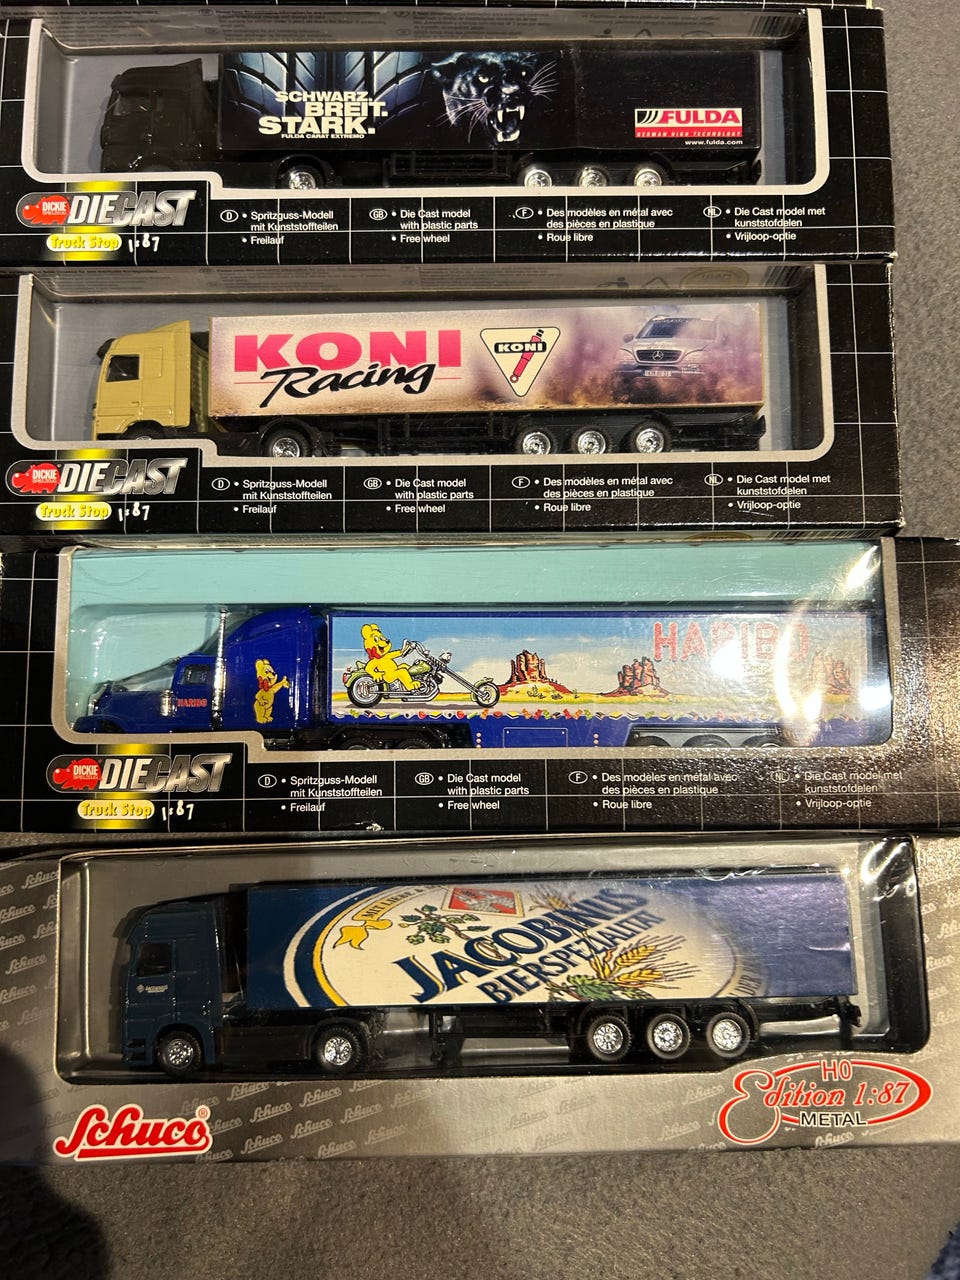 SCHWARZ.
BREIT.
STARK.
FULDA CARAT EXTREMO
FULDA
GERMAN HIGH TECHNOLOGY
www.fulda.com
DICKIE
SPIELZEUG
DIECAST
Truck Stop 1:87
D • Spritzguss-Modell
mit Kunststoffteilen
• Freilauf
GB • Die Cast model
with plastic parts
• Free wheel
F • Des modèles en métal avec
des pièces en plastique
• Roue libre
NL • Die Cast model met
kunstofdelen
• Vrijloop-optie
KONI
Racing
KONI
DICKIE
SPIELZEUG
DIECAST
Truck Stop 1:87
D • Spritzguss-Modell
mit Kunststoffteilen
• Freilauf
GB • Die Cast model
with plastic parts
• Free wheel
F • Des modèles en métal avec
des pièces en plastique
• Roue libre
NL • Die Cast model met
kunststofdelen
• Vrijloop-optie
HARIBO
HARIBO
DICKIE
SPIELZEUG
DIECAST
Truck Stop 1:87
D • Spritzguss-Modell
mit Kunststoffteilen
• Freilauf
GB • Die Cast model
with plastic parts
• Free wheel
F • Des modèles en métal avec
des pièces en plastique
• Roue libre
NL • Die Cast model met
kunststofdelen
• Vrijloop-optie
JACOBINUS
BIERSPEZIALITÄT
JACOBINUS
Schuco®
H0
Edition 1:87
METAL